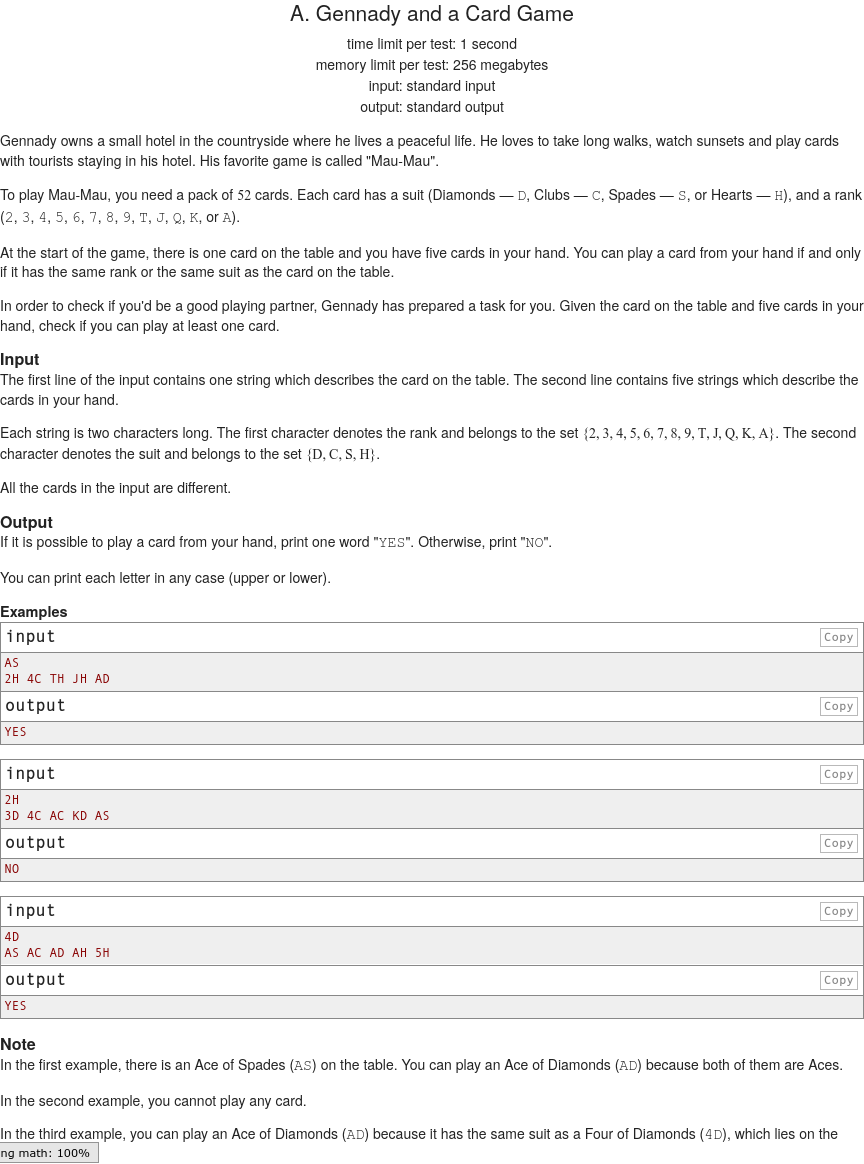 A. Gennady and a Card Game
time limit per test: 1 second
memory limit per test: 256 megabytes
input: standard input
output: standard output
Gennady owns a small hotel in the countryside where he lives a peaceful life. He loves to take long walks, watch sunsets and play cards
with tourists staying in his hotel. His favorite game is called "Mau-Mau".
To play Mau-Mau, you need a pack of 52 cards. Each card has a suit (Diamonds — D, Clubs — C, Spades — S, or Hearts — H), and a rank
(2, 3, 4, 5, 6, 7, 8, 9, T, J, Q, K, or A).
At the start of the game, there is one card on the table and you have five cards in your hand. You can play a card from your hand if and only
if it has the same rank or the same suit as the card on the table.
In order to check if you'd be a good playing partner, Gennady has prepared a task for you. Given the card on the table and five cards in your
hand, check if you can play at least one card.
Input
The first line of the input contains one string which describes the card on the table. The second line contains five strings which describe the
cards in your hand.
Each string is two characters long. The first character denotes the rank and belongs to the set {2, 3, 4, 5, 6, 7, 8, 9, T, J, Q, K, A}. The second
character denotes the suit and belongs to the set {D, C, S, H}.
All the cards in the input are different.
Output
If it is possible to play a card from your hand, print one word "YES". Otherwise, print "NO".
You can print each letter in any case (upper or lower).
Examples
input Copy
AS
2H 4C TH JH AD
output Copy
YES
input Copy
2H
3D 4C AC KD AS
output Copy
NO
input Copy
4D
AS AC AD AH 5H
output Copy
YES
Note
In the first example, there is an Ace of Spades (AS) on the table. You can play an Ace of Diamonds (AD) because both of them are Aces.
In the second example, you cannot play any card.
In the third example, you can play an Ace of Diamonds (AD) because it has the same suit as a Four of Diamonds (4D), which lies on the
ng math: 100%